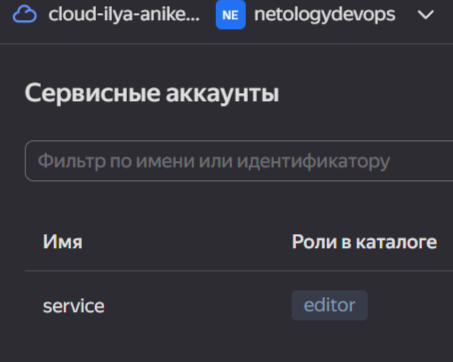 cloud-ilya-anike... NE netologydevops
Сервисные аккаунты
Фильтр по имени или идентификатору
Имя Роли в каталоге
service editor